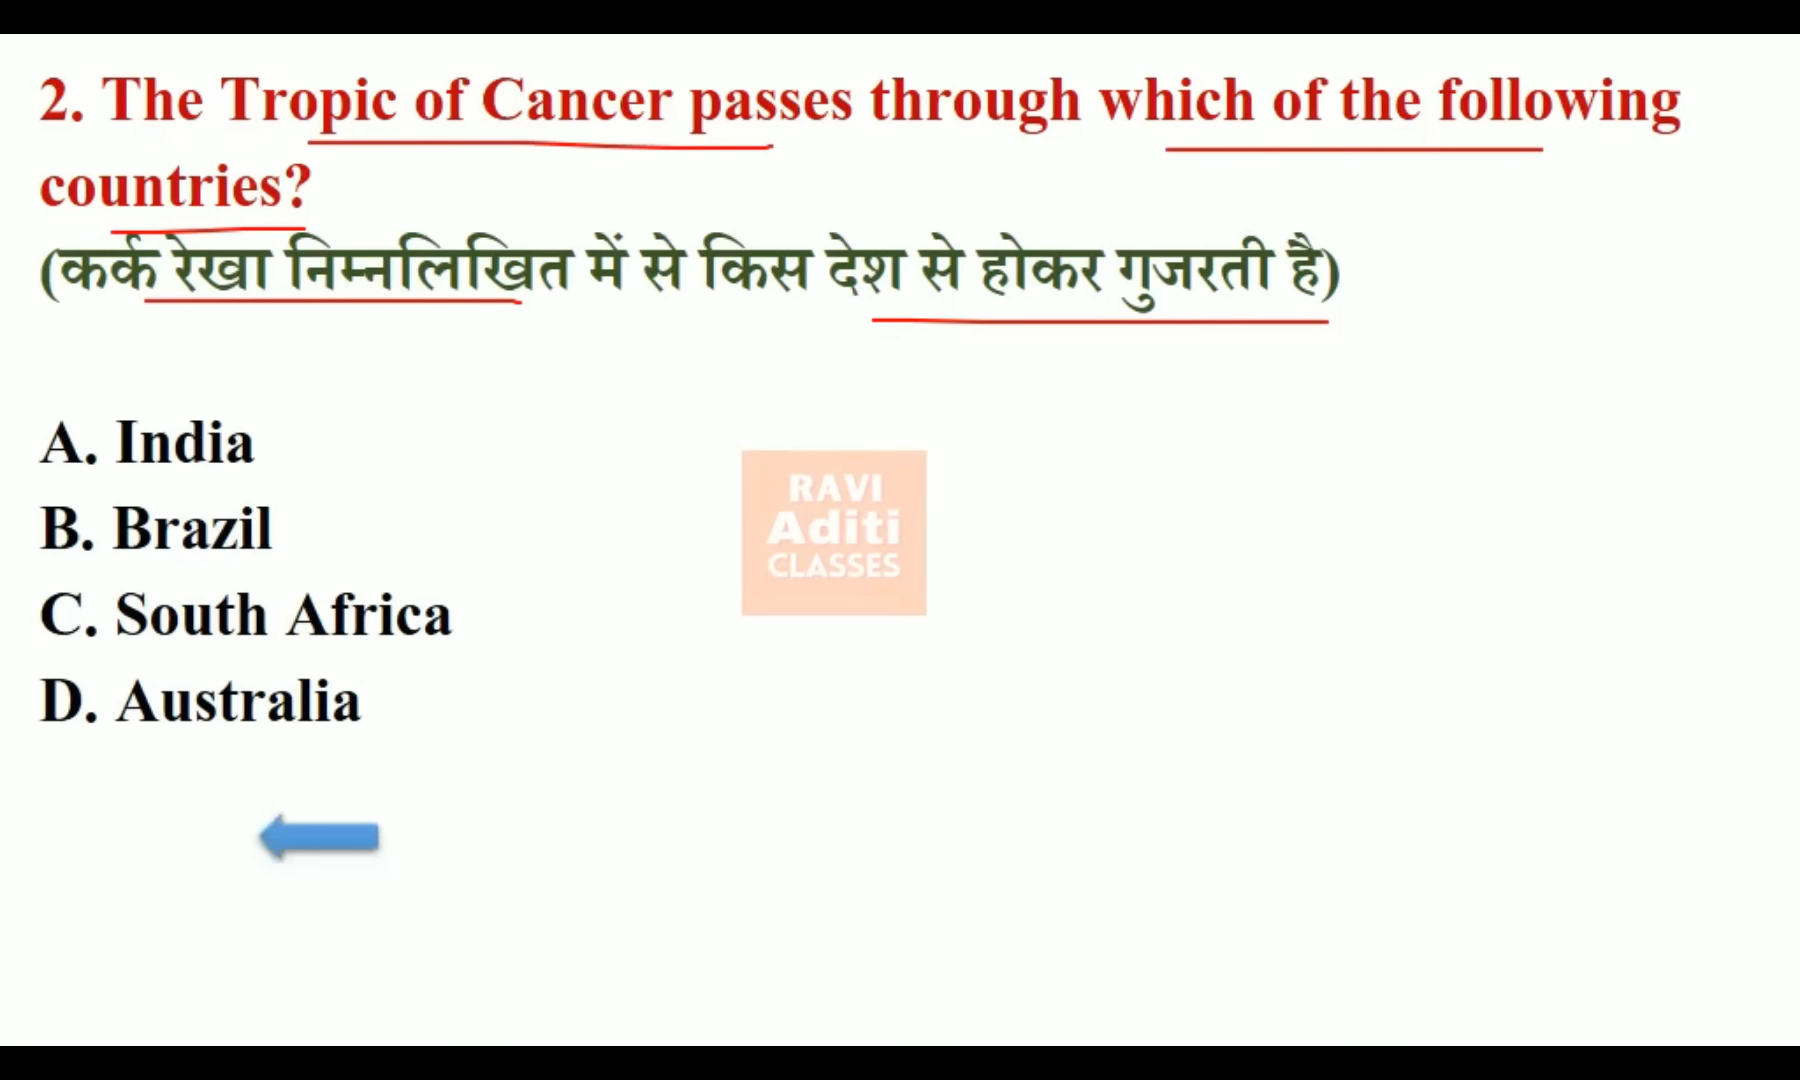 2. The Tropic of Cancer passes through which of the following
countries?
(कर्क रेखा निम्नलिखित में से किस देश से होकर गुजरती है)
A. India
B. Brazil
RAVI
Aditi
CLASSES
C. South Africa
D. Australia